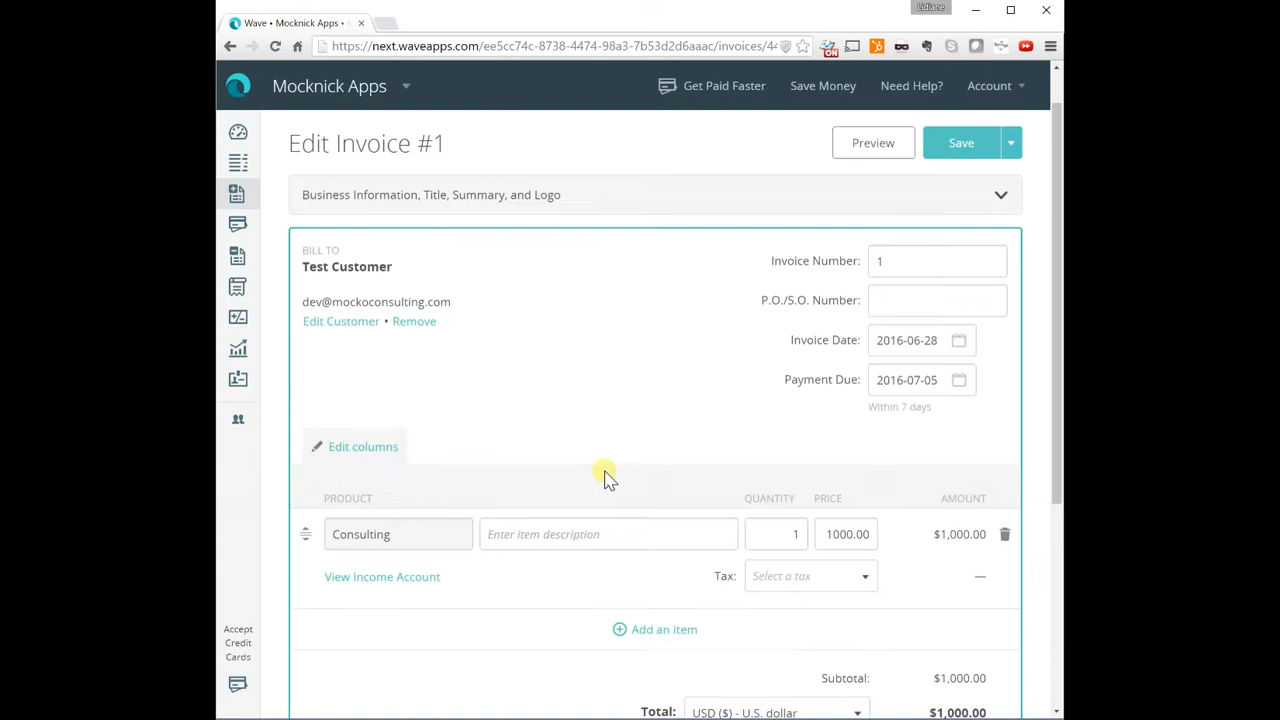 Lidiane
Wave • Mocknick Apps •
https://next.waveapps.com/ee5cc74c-8738-4474-98a3-7b53d2d6aaac/invoices/44
ON
Mocknick Apps
Get Paid Faster
Save Money
Need Help?
Account
Edit Invoice #1
Preview
Save
Business Information, Title, Summary, and Logo
BILL TO
Test Customer
dev@mockoconsulting.com
Edit Customer • Remove
Invoice Number: 1
P.O./S.O. Number:
Invoice Date: 2016-06-28
Payment Due: 2016-07-05
Within 7 days
Edit columns
PRODUCT QUANTITY PRICE AMOUNT
Consulting Enter item description 1 1000.00 $1,000.00
View Income Account Tax: Select a tax —
Add an item
Accept
Credit
Cards
Subtotal: $1,000.00
Total: USD ($) - U.S. dollar $1,000.00